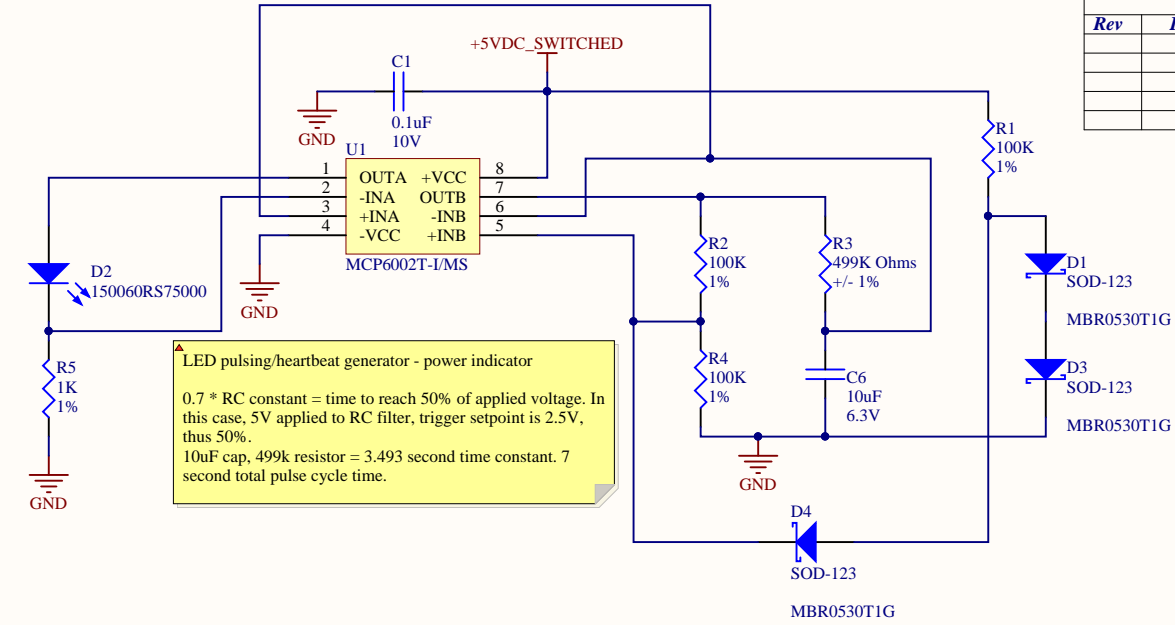 Rev
+5VDC_SWITCHED
C1
0.1uF
10V
GND
U1
1 OUTA +VCC 8
2 -INA OUTB 7
3 +INA -INB 6
4 -VCC +INB 5
MCP6002T-I/MS
GND
D2
150060RS75000
R5
1K
1%
GND
R1
100K
1%
R2
100K
1%
R3
499K Ohms
+/- 1%
R4
100K
1%
C6
10uF
6.3V
GND
D1
SOD-123
MBR0530T1G
D3
SOD-123
MBR0530T1G
D4
SOD-123
MBR0530T1G
LED pulsing/heartbeat generator - power indicator
0.7 * RC constant = time to reach 50% of applied voltage. In
this case, 5V applied to RC filter, trigger setpoint is 2.5V,
thus 50%.
10uF cap, 499k resistor = 3.493 second time constant. 7
second total pulse cycle time.